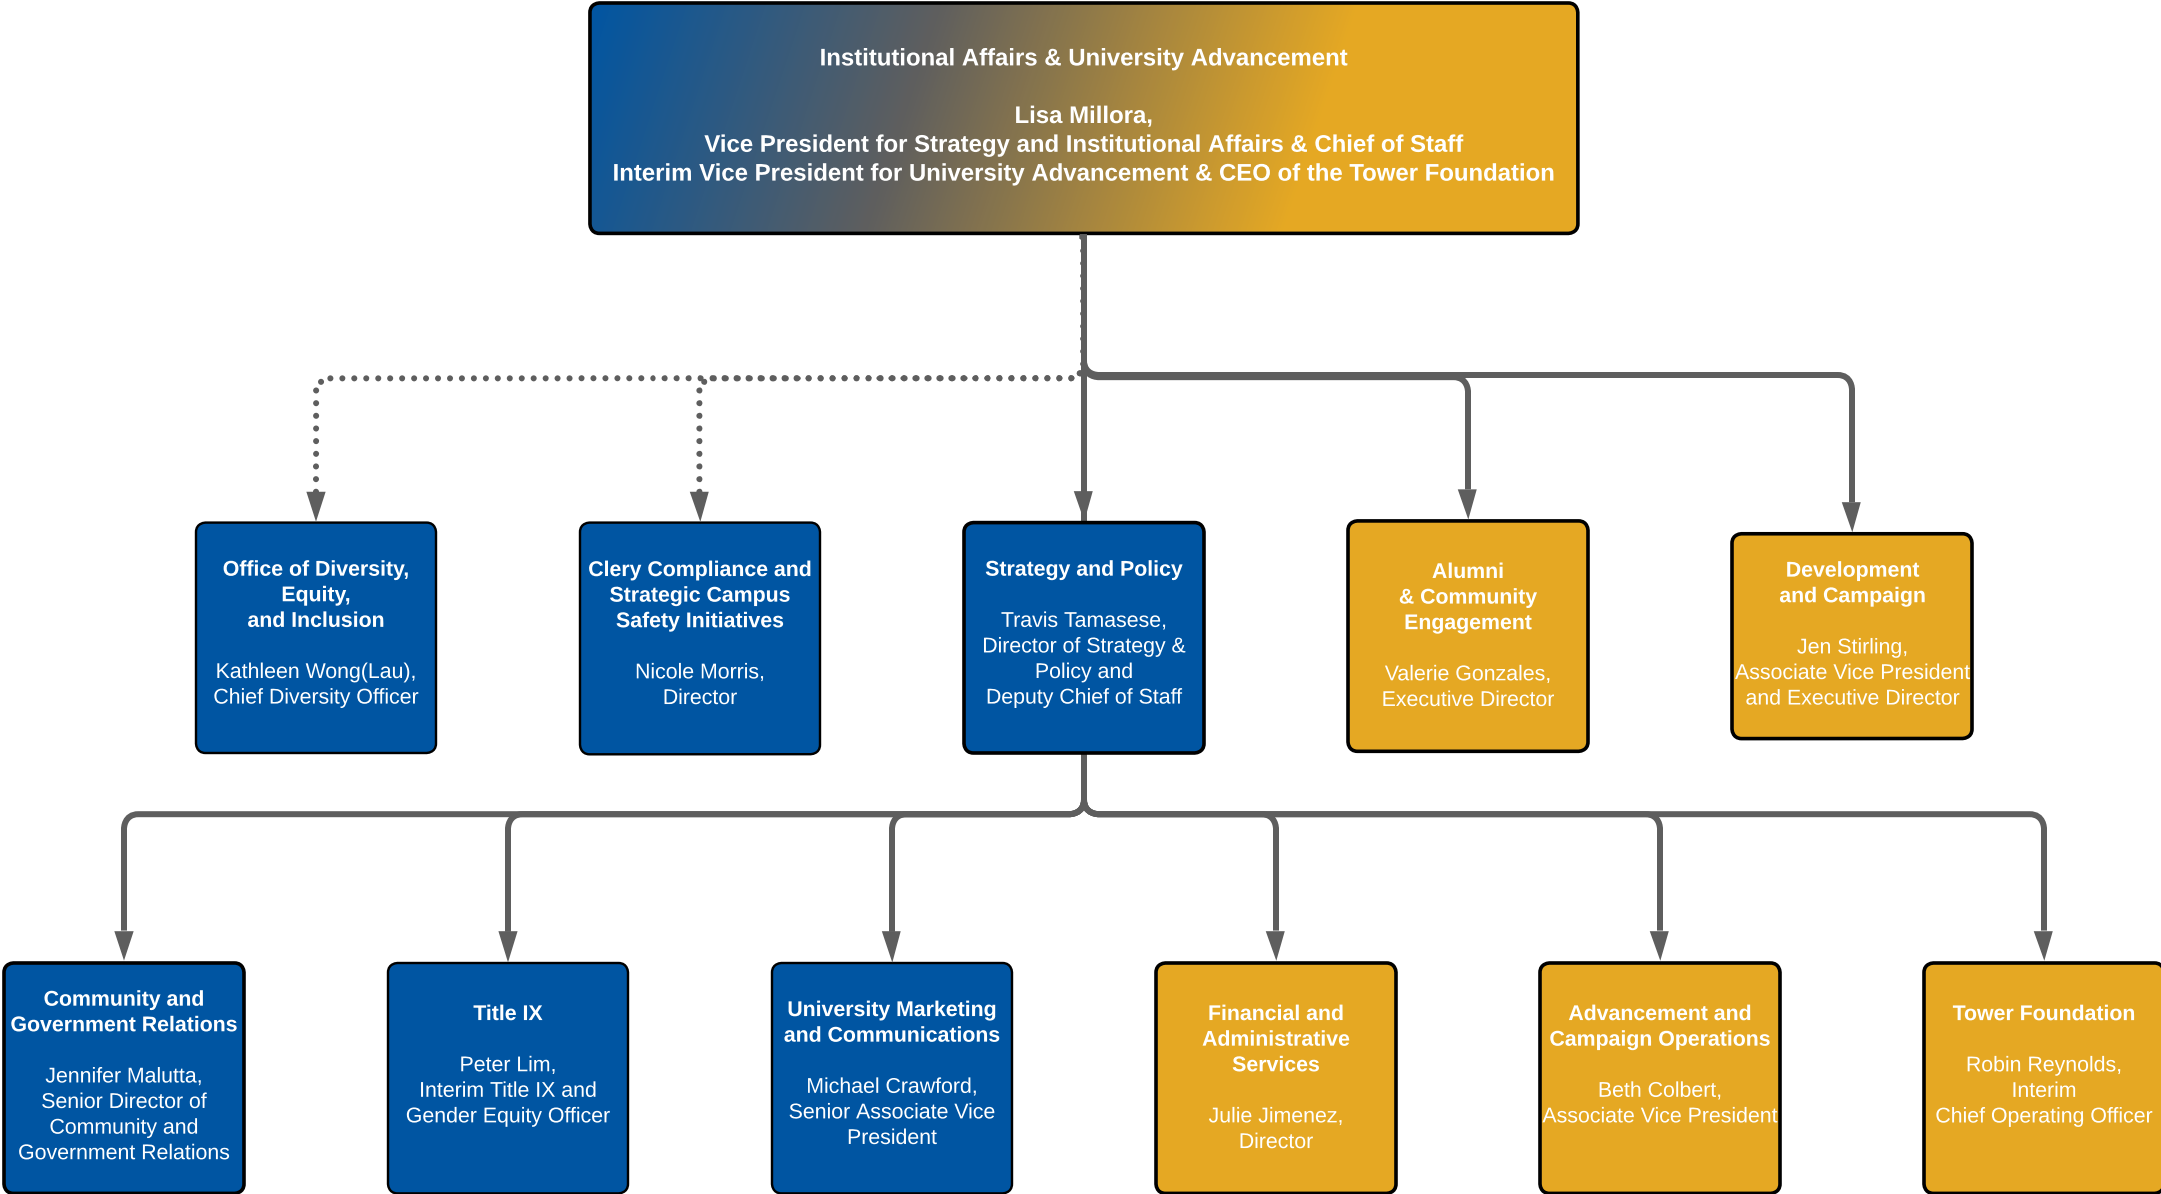 Institutional Affairs & University Advancement
Lisa Millora,
Vice President for Strategy and Institutional Affairs & Chief of Staff
Interim Vice President for University Advancement & CEO of the Tower Foundation
Office of Diversity,
Equity,
and Inclusion
Kathleen Wong(Lau),
Chief Diversity Officer
Clery Compliance and
Strategic Campus
Safety Initiatives
Nicole Morris,
Director
Strategy and Policy
Travis Tamasese,
Director of Strategy &
Policy and
Deputy Chief of Staff
Alumni
& Community
Engagement
Valerie Gonzales,
Executive Director
Development
and Campaign
Jen Stirling,
Associate Vice President
and Executive Director
Community and
Government Relations
Jennifer Malutta,
Senior Director of
Community and
Government Relations
Title IX
Peter Lim,
Interim Title IX and
Gender Equity Officer
University Marketing
and Communications
Michael Crawford,
Senior Associate Vice
President
Financial and
Administrative
Services
Julie Jimenez,
Director
Advancement and
Campaign Operations
Beth Colbert,
Associate Vice President
Tower Foundation
Robin Reynolds,
Interim
Chief Operating Officer